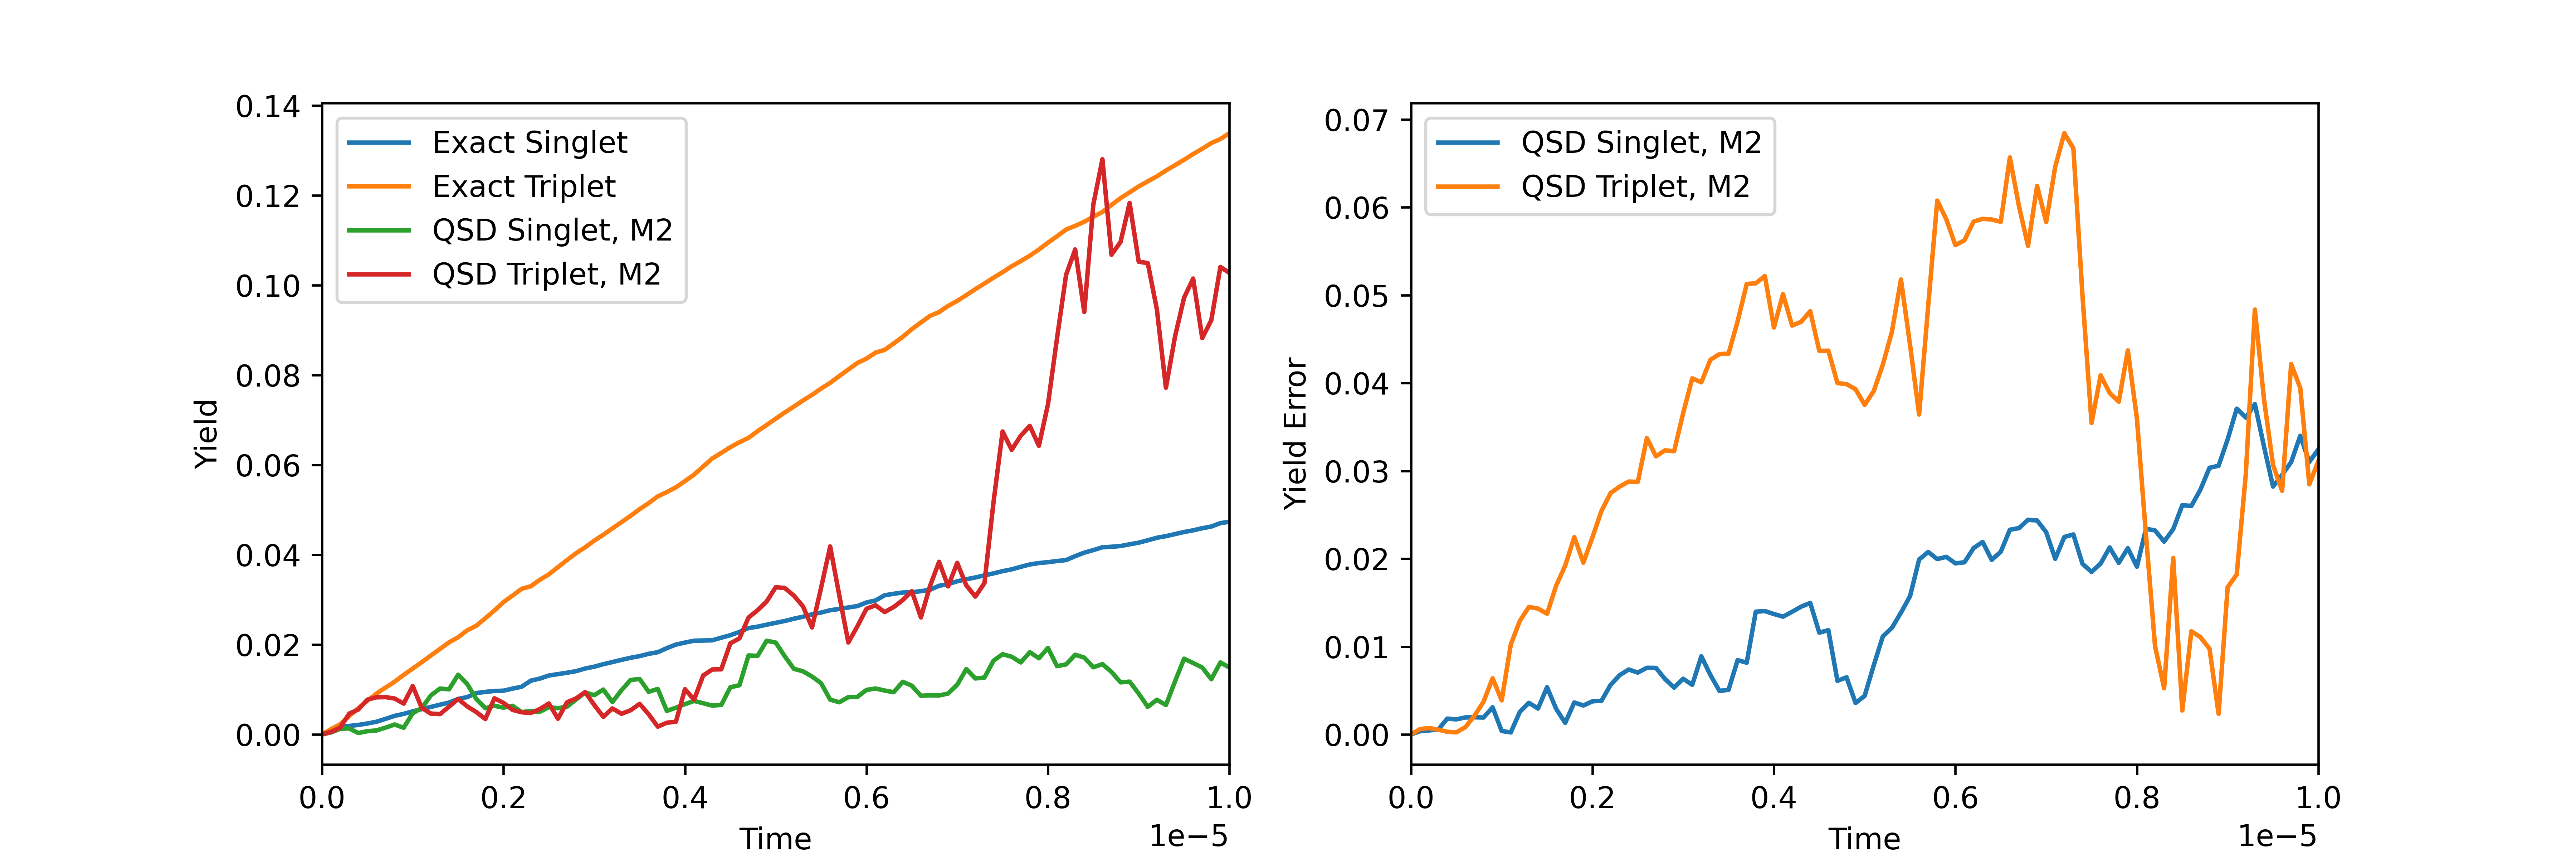 0.14
0.12
0.10
0.08
0.06
0.04
0.02
0.00
Yield
Exact Singlet
Exact Triplet
QSD Singlet, M2
QSD Triplet, M2
0.0 0.2 0.4 0.6 0.8 1.0
Time
1e−5
0.07
0.06
0.05
0.04
0.03
0.02
0.01
0.00
Yield Error
QSD Singlet, M2
QSD Triplet, M2
0.0 0.2 0.4 0.6 0.8 1.0
Time
1e−5